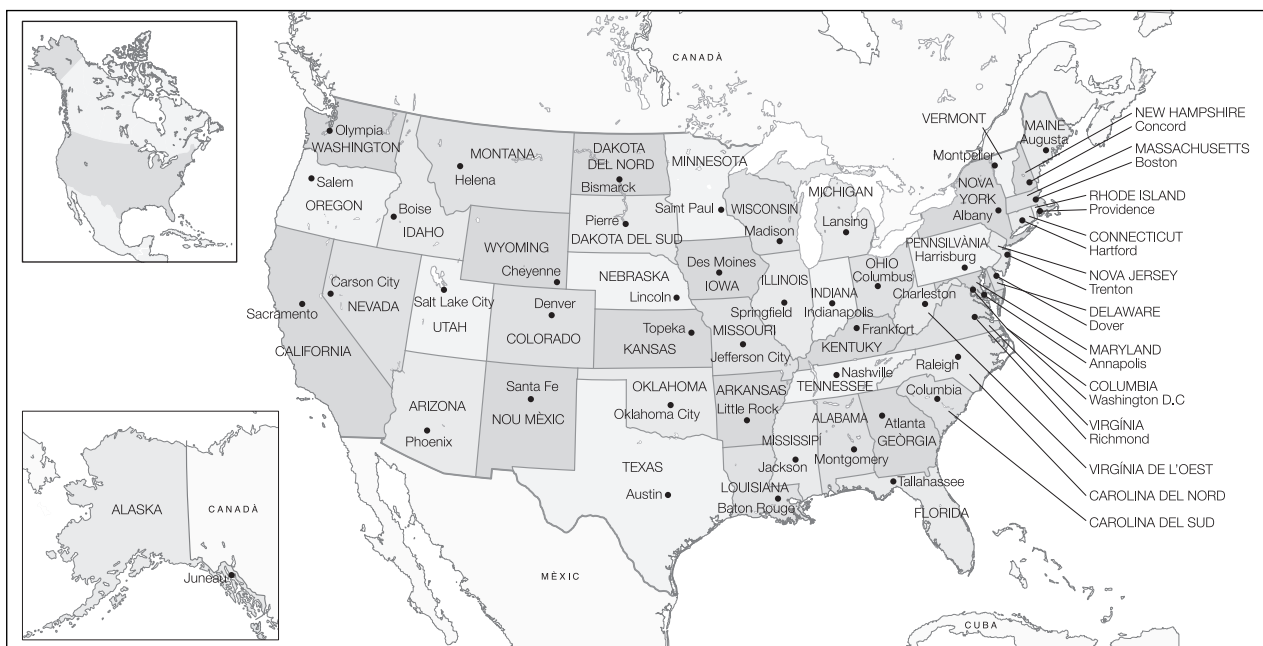 CANADÀ
Olympia
WASHINGTON
MONTANA
Helena
DAKOTA
DEL NORD
Bismarck
MINNESOTA
Saint Paul
WISCONSIN
Madison
MICHIGAN
Lansing
VERMONT
Montpelier
MAINE
Augusta
NEW HAMPSHIRE
Concord
MASSACHUSETTS
Boston
RHODE ISLAND
Providence
CONNECTICUT
Hartford
NOVA JERSEY
Trenton
DELAWARE
Dover
MARYLAND
Annapolis
COLUMBIA
Washington D.C
VIRGÍNIA
Richmond
VIRGÍNIA DE L'OEST
CAROLINA DEL NORD
CAROLINA DEL SUD
Salem
OREGON
Boise
IDAHO
Pierre
DAKOTA DEL SUD
NOVA
YORK
Albany
WYOMING
Cheyenne
NEBRASKA
Lincoln
Des Moines
IOWA
ILLINOIS
Springfield
INDIANA
Indianapolis
OHIO
Columbus
PENNSILVÀNIA
Harrisburg
Charleston
Carson City
NEVADA
Sacramento
CALIFORNIA
Salt Lake City
UTAH
Denver
COLORADO
Topeka
KANSAS
MISSOURI
Jefferson City
Frankfort
KENTUKY
Nashville
TENNESSEE
Raleigh
Columbia
ARIZONA
Phoenix
Santa Fe
NOU MÈXIC
OKLAHOMA
Oklahoma City
ARKANSAS
Little Rock
MISSISSIPÍ
Jackson
ALABAMA
Montgomery
Atlanta
GEÒRGIA
TEXAS
Austin
LOUISIANA
Baton Rouge
Tallahassee
FLORIDA
MÈXIC
CUBA
ALASKA
CANADÀ
Juneau